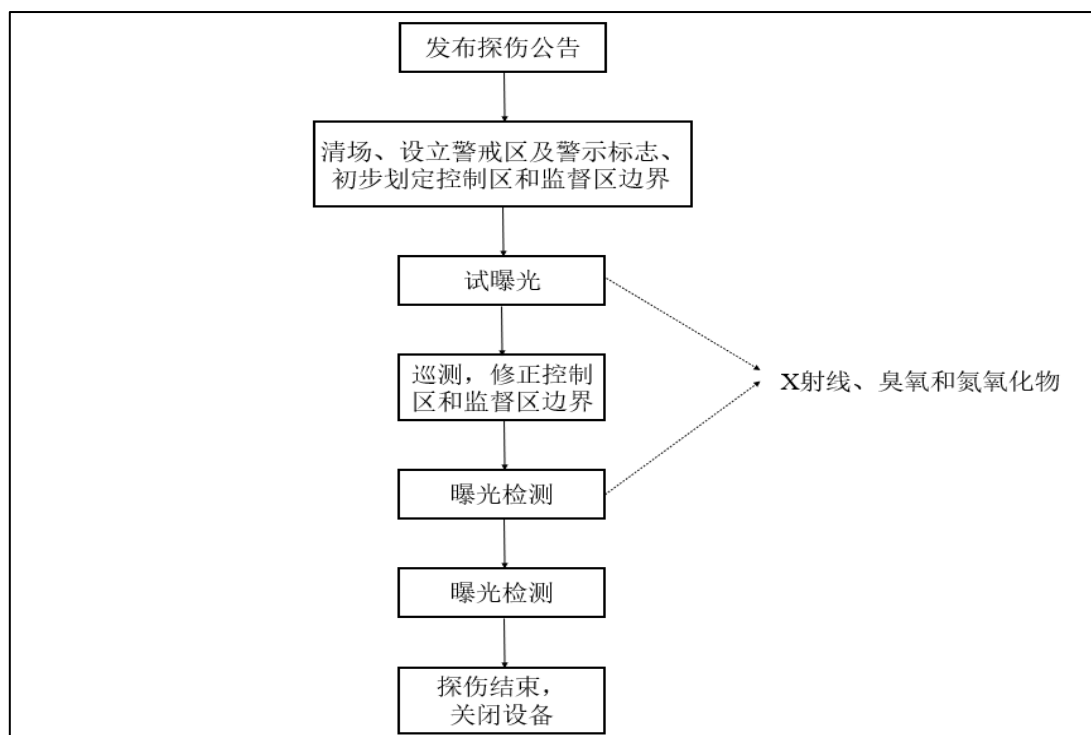 发布探伤公告
清场、设立警戒区及警示标志、
初步划定控制区和监督区边界
试曝光
巡测，修正控制
区和监督区边界
X射线、臭氧和氮氧化物
曝光检测
曝光检测
探伤结束，
关闭设备